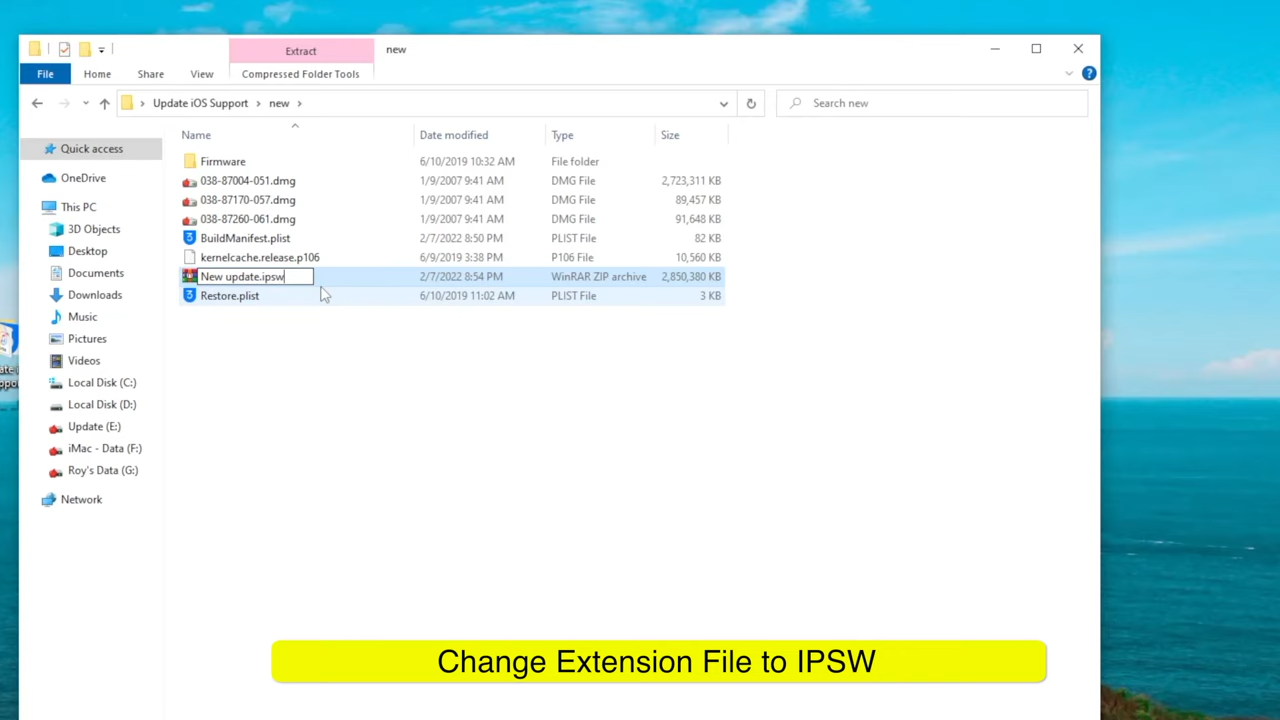 Extract
new
File
Home
Share
View
Compressed Folder Tools
Update iOS Support
new
Search new
Name
Date modified
Type
Size
Quick access
OneDrive
This PC
3D Objects
Desktop
Documents
Downloads
Music
Pictures
Videos
Local Disk (C:)
Local Disk (D:)
Update (E:)
iMac - Data (F:)
Roy's Data (G:)
Network
Firmware 6/10/2019 10:32 AM File folder
038-87004-051.dmg 1/9/2007 9:41 AM DMG File 2,723,311 KB
038-87170-057.dmg 1/9/2007 9:41 AM DMG File 89,457 KB
038-87260-061.dmg 1/9/2007 9:41 AM DMG File 91,648 KB
BuildManifest.plist 2/7/2022 8:50 PM PLIST File 82 KB
kernelcache.release.p106 6/9/2019 3:38 PM P106 File 10,560 KB
New update.ipsw 2/7/2022 8:54 PM WinRAR ZIP archive 2,850,380 KB
Restore.plist 6/10/2019 11:02 AM PLIST File 3 KB
Change Extension File to IPSW